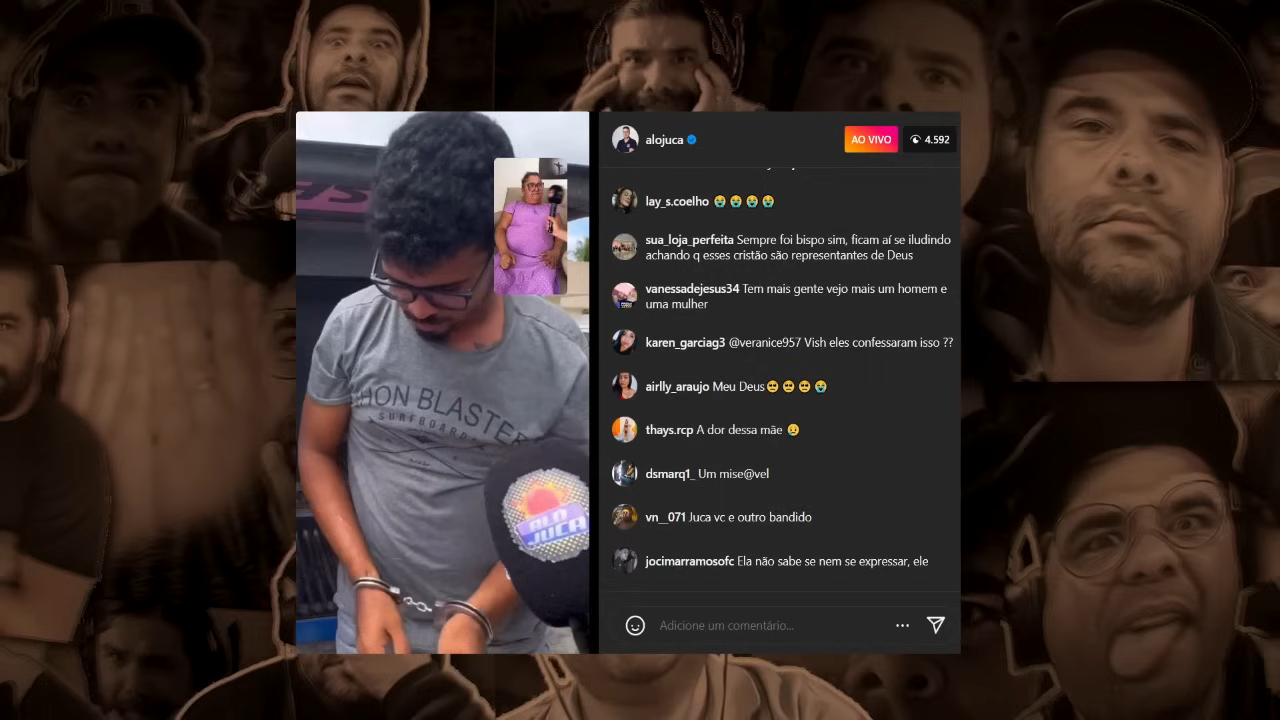 alojuca
AO VIVO
4.592
lay_s.coelho 😭😭😭😭
sua_loja_perfeita Sempre foi bispo sim, ficam aí se iludindo
achando q esses cristão são representantes de Deus
vanessadejesus34 Tem mais gente vejo mais um homem e
uma mulher
karen_garciag3 @veranice957 Vish eles confessaram isso ??
airlly_araujo Meu Deus😖😖😖😭
thays.rcp A dor dessa mãe 😢
dsmarq1_ Um mise@vel
vn__071 Juca vc e outro bandido
jocimarramosofc Ela não sabe se nem se expressar, ele
Adicione um comentário...
HON BLASTER
SURFBOARD
ALO
JUCA